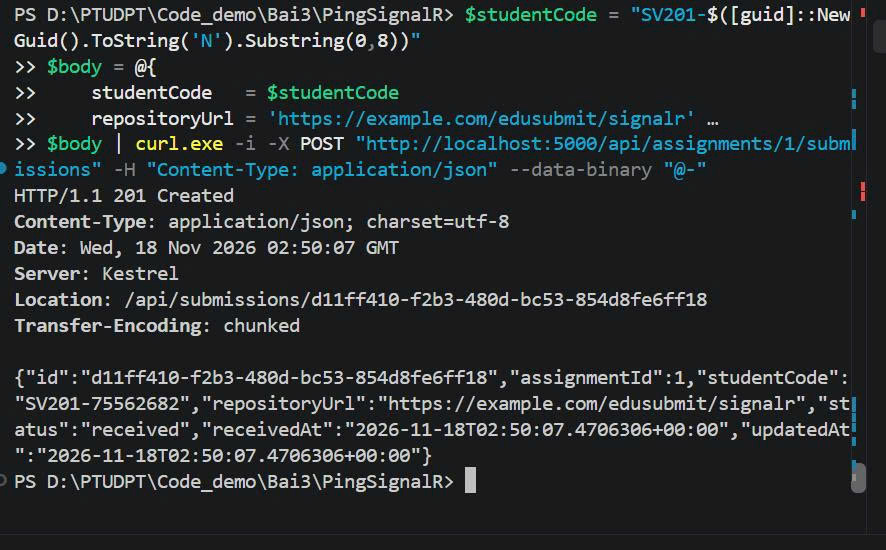 PS D:\PTUDPT\Code_demo\Bai3\PingSignalR> $studentCode = "SV201-$([guid]::New
Guid().ToString('N').Substring(0,8))"
>> $body = @{
>>     studentCode   = $studentCode
>>     repositoryUrl = 'https://example.com/edusubmit/signalr' …
>> $body | curl.exe -i -X POST "http://localhost:5000/api/assignments/1/subm
issions" -H "Content-Type: application/json" --data-binary "@-"
HTTP/1.1 201 Created
Content-Type: application/json; charset=utf-8
Date: Wed, 18 Nov 2026 02:50:07 GMT
Server: Kestrel
Location: /api/submissions/d11ff410-f2b3-480d-bc53-854d8fe6ff18
Transfer-Encoding: chunked

{"id":"d11ff410-f2b3-480d-bc53-854d8fe6ff18","assignmentId":1,"studentCode":
"SV201-75562682","repositoryUrl":"https://example.com/edusubmit/signalr","st
atus":"received","receivedAt":"2026-11-18T02:50:07.4706306+00:00","updatedAt
":"2026-11-18T02:50:07.4706306+00:00"}
PS D:\PTUDPT\Code_demo\Bai3\PingSignalR>